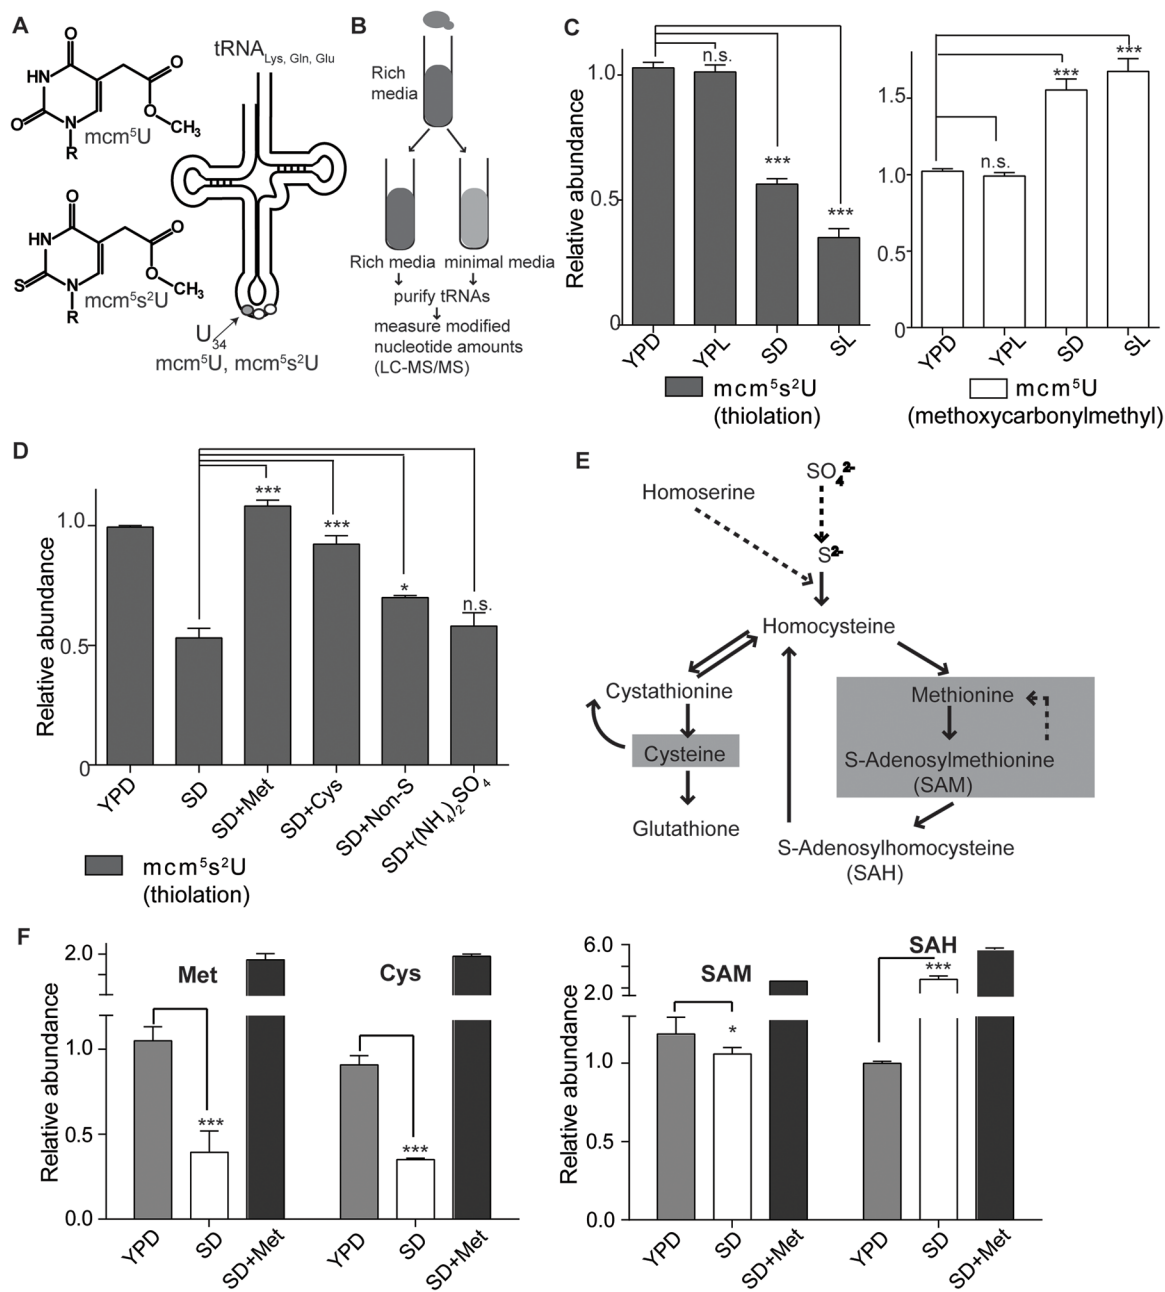 A
O
HN
O
N
R
O
O
CH₃
mcm⁵U
O
HN
S
N
R
O
O
CH₃
mcm⁵s²U
tRNA Lys, Gln, Glu
U₃₄
mcm⁵U, mcm⁵s²U
B
Rich
media
Rich media minimal media
purify tRNAs
measure modified
nucleotide amounts
(LC-MS/MS)
C
Relative abundance
1.0
0.5
0
n.s.
***
***
YPD YPL SD SL
mcm⁵s²U
(thiolation)
1.5
1.0
0.5
0
n.s.
***
***
YPD YPL SD SL
mcm⁵U
(methoxycarbonylmethyl)
D
Relative abundance
1.0
0.5
0
***
***
*
n.s.
YPD SD SD+Met SD+Cys SD+Non-S SD+(NH₄)₂SO₄
mcm⁵s²U
(thiolation)
E
SO₄²⁻
Homoserine
S²⁻
Homocysteine
Cystathionine
Methionine
Cysteine
S-Adenosylmethionine
(SAM)
Glutathione
S-Adenosylhomocysteine
(SAH)
F
Relative abundance
2.0
1.0
0.5
0.0
Met
Cys
***
***
YPD SD SD+Met YPD SD SD+Met
Relative abundance
6.0
2.0
1.0
0.5
0.0
SAM
SAH
*
***
YPD SD SD+Met YPD SD SD+Met